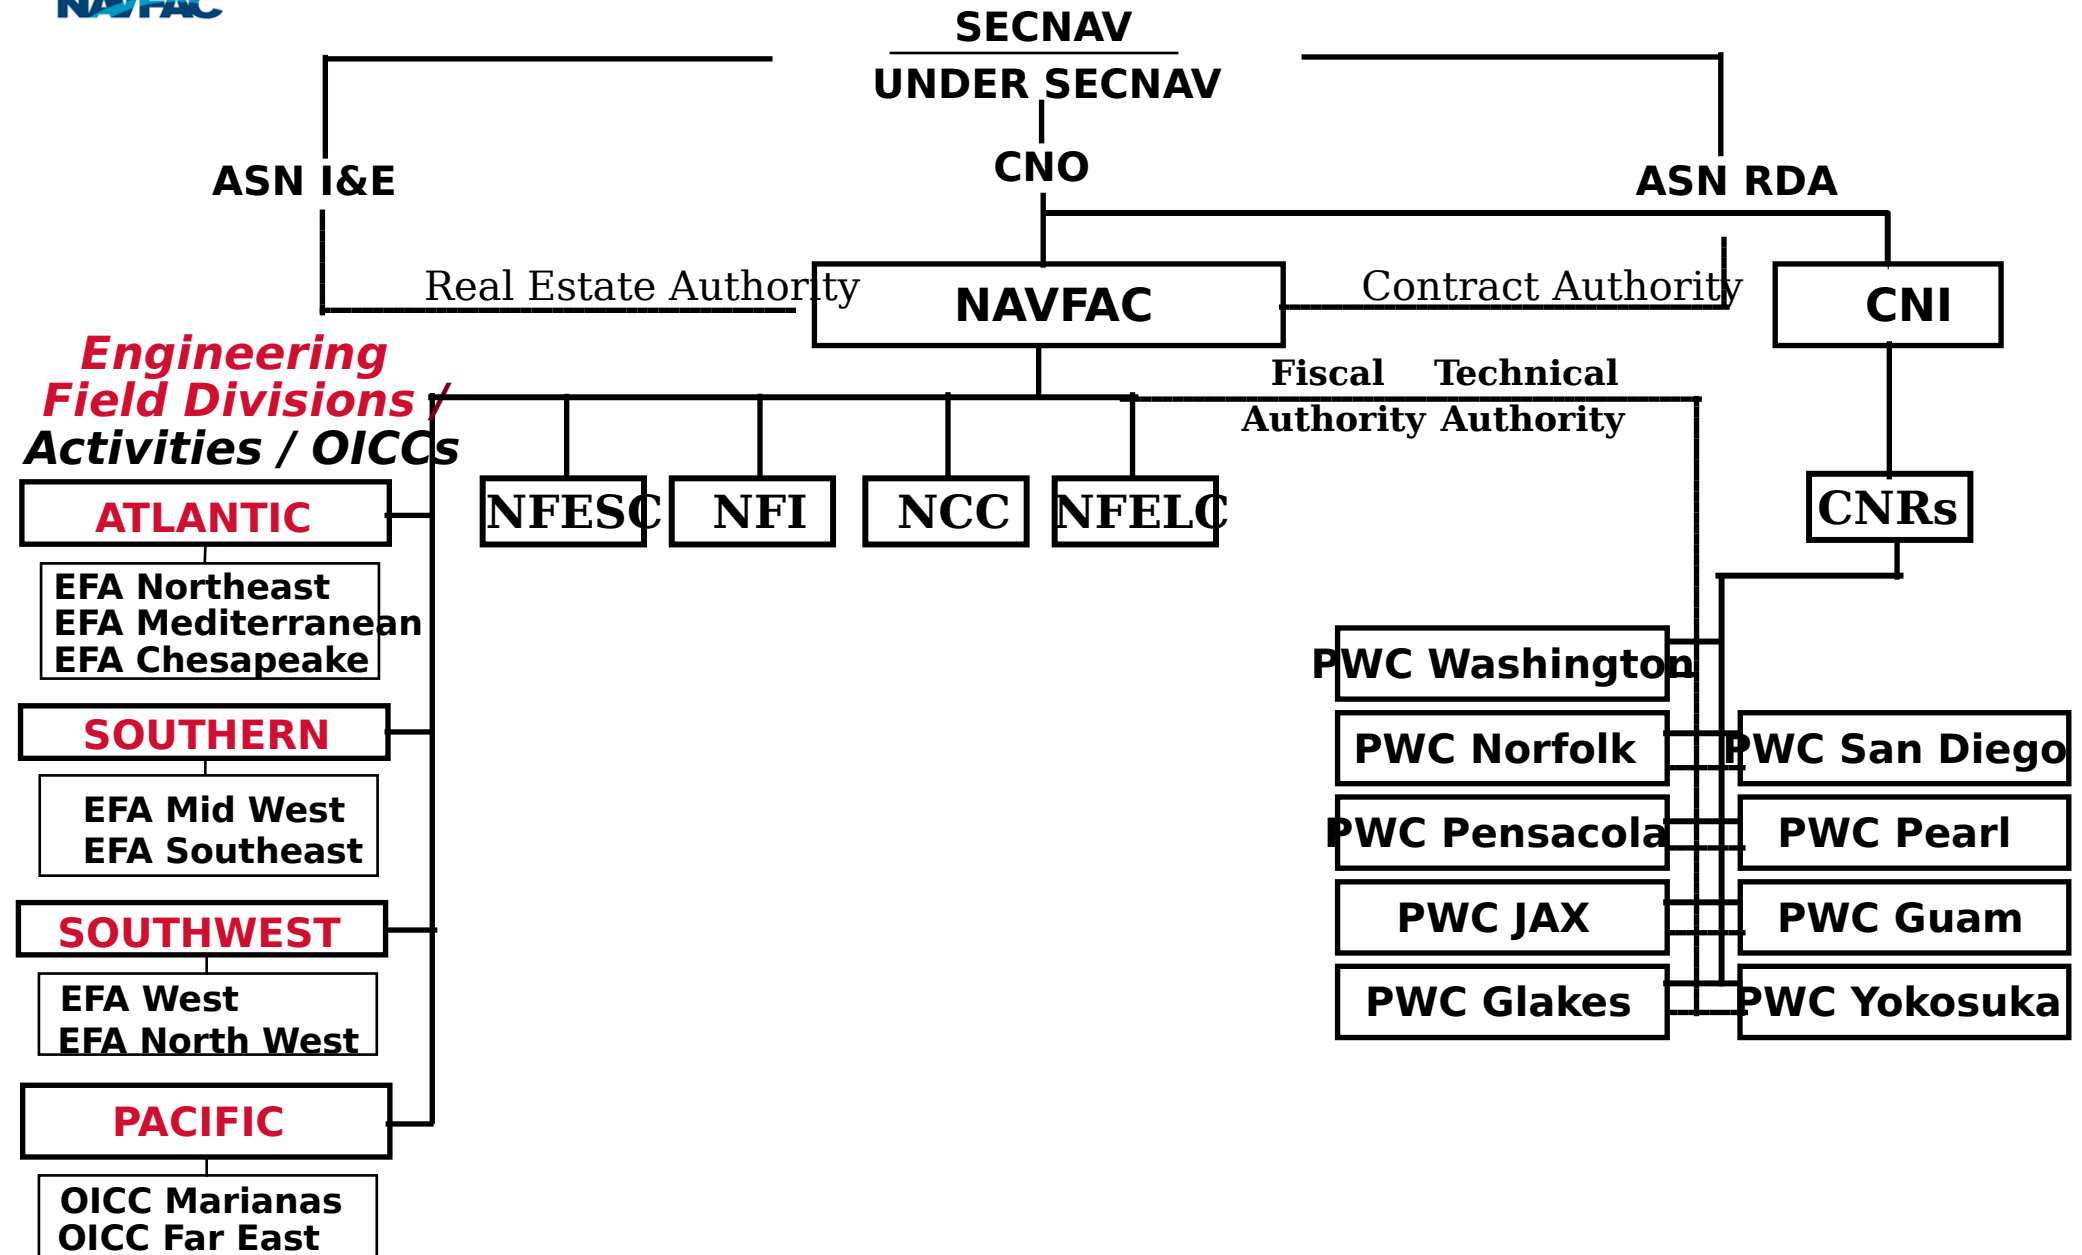 NAVFAC
SECNAV
UNDER SECNAV
CNO
ASN I&E
ASN RDA
Real Estate Authority
NAVFAC
Contract Authority
CNI
Engineering
Field Divisions /
Activities / OICCs
Fiscal Technical
Authority Authority
ATLANTIC
NFESC
NFI
NCC
NFELC
CNRs
EFA Northeast
EFA Mediterranean
EFA Chesapeake
SOUTHERN
EFA Mid West
EFA Southeast
SOUTHWEST
EFA West
EFA North West
PACIFIC
OICC Marianas
OICC Far East
PWC Washington
PWC Norfolk
PWC San Diego
PWC Pensacola
PWC Pearl
PWC JAX
PWC Guam
PWC Glakes
PWC Yokosuka